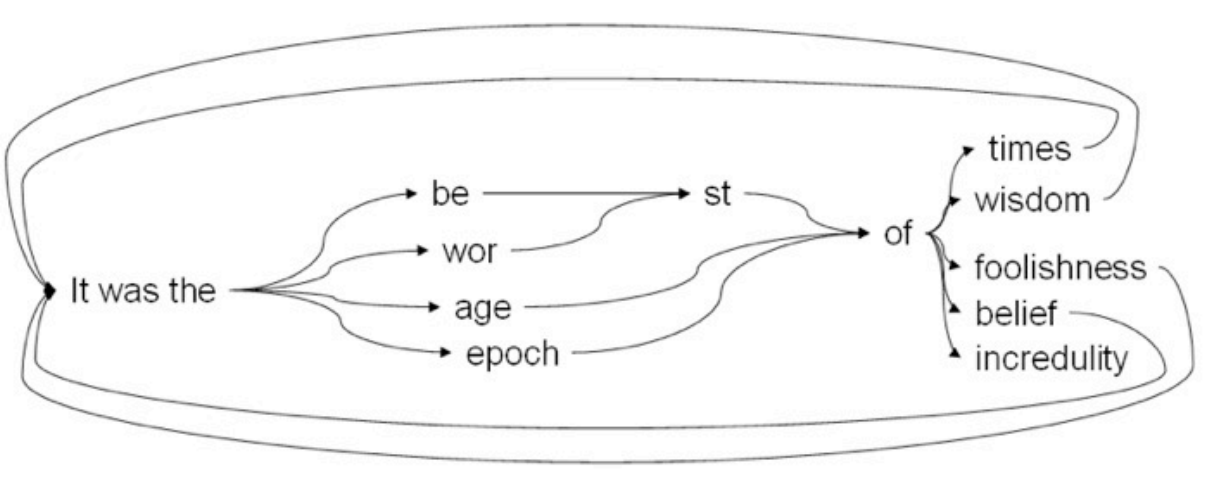 It was the
be
wor
age
epoch
st
of
times
wisdom
foolishness
belief
incredulity